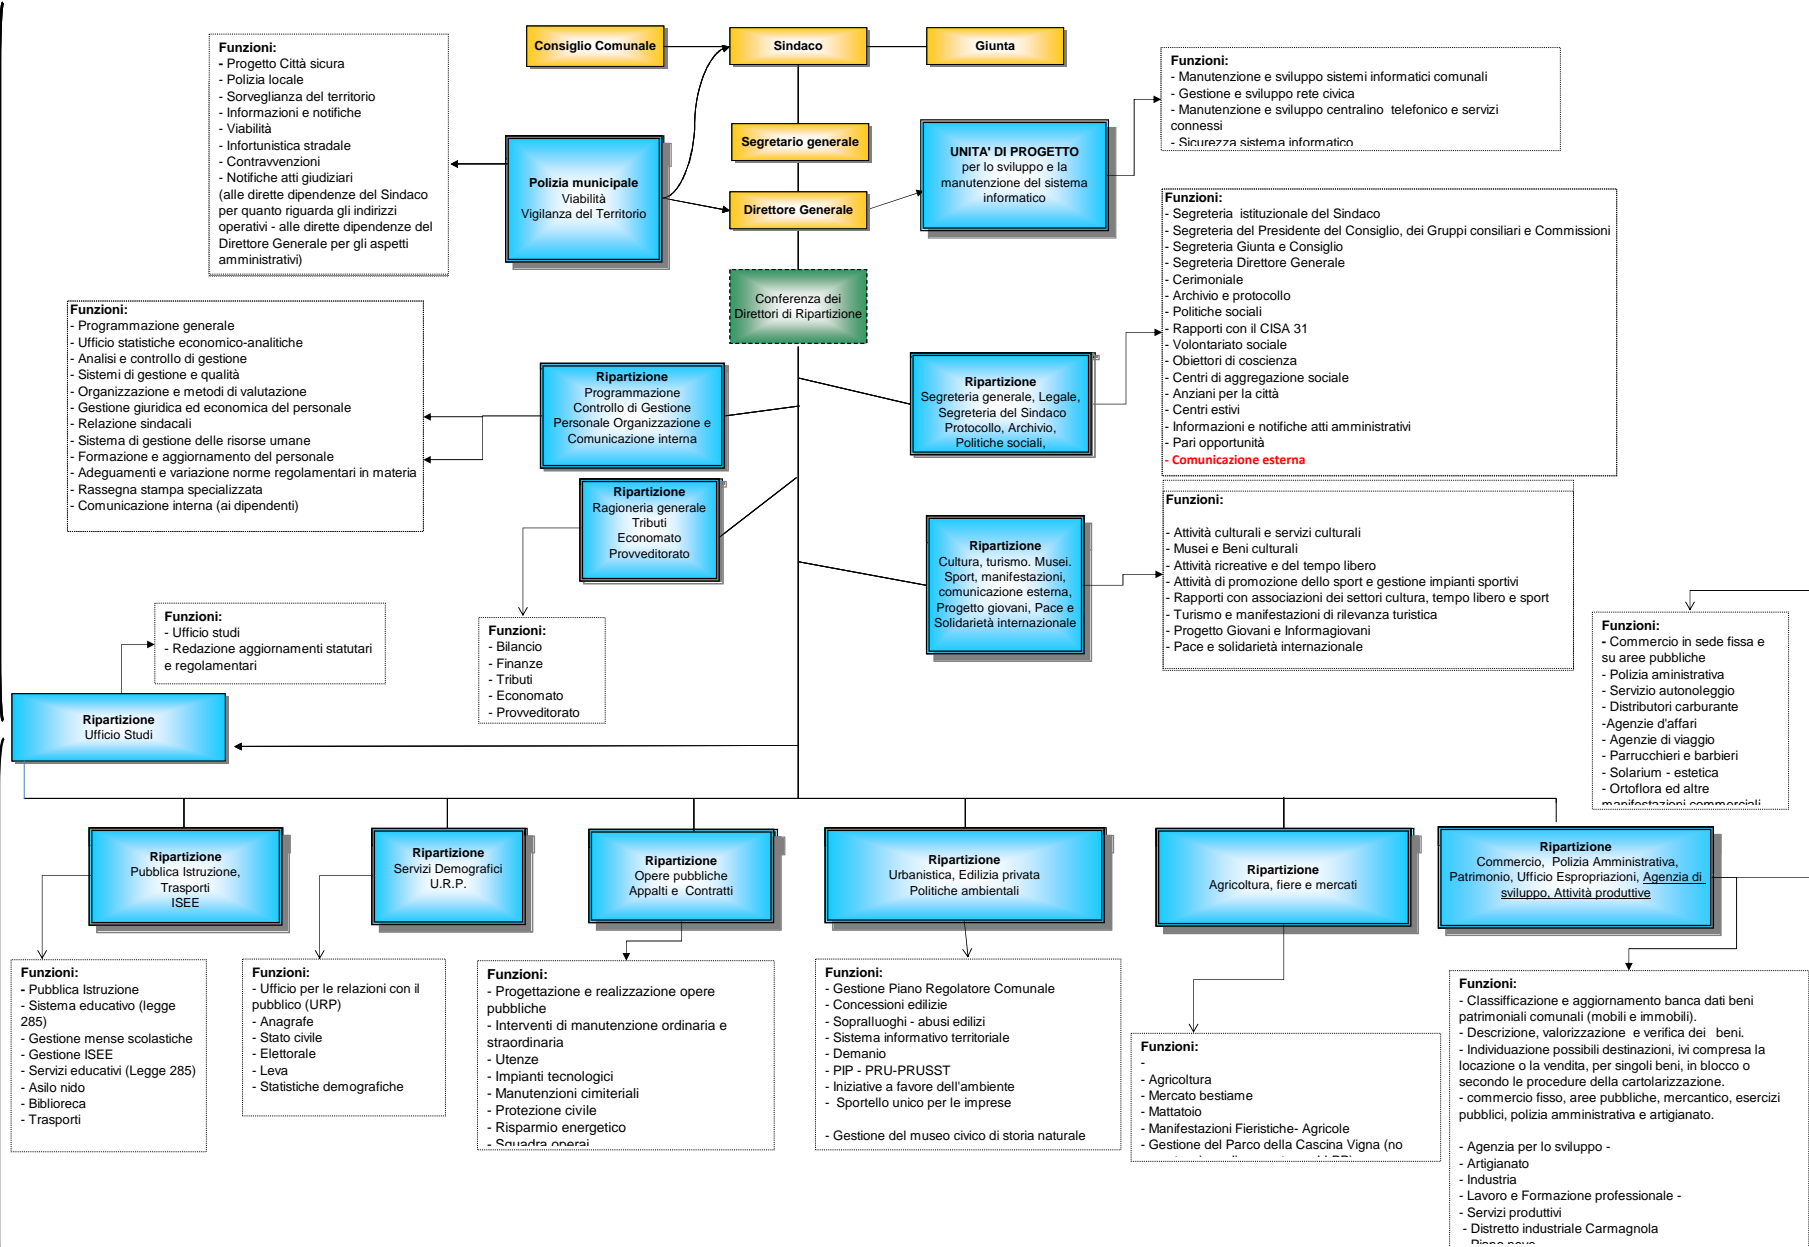 Consiglio Comunale
Sindaco
Giunta
Segretario generale
Direttore Generale
Funzioni:
- Progetto Città sicura
- Polizia locale
- Sorveglianza del territorio
- Informazioni e notifiche
- Viabilità
- Infortunistica stradale
- Contravvenzioni
- Notifiche atti giudiziari
(alle dirette dipendenze del Sindaco
per quanto riguarda gli indirizzi
operativi - alle dirette dipendenze del
Direttore Generale per gli aspetti
amministrativi)
Polizia municipale
Viabilità
Vigilanza del Territorio
UNITA' DI PROGETTO
per lo sviluppo e la
manutenzione del sistema
informatico
Funzioni:
- Manutenzione e sviluppo sistemi informatici comunali
- Gestione e sviluppo rete civica
- Manutenzione e sviluppo centralino  telefonico e servizi
connessi
- Sicurezza sistema informatico
Conferenza dei
Direttori di Ripartizione
Funzioni:
- Segreteria  istituzionale del Sindaco
- Segreteria del Presidente del Consiglio, dei Gruppi consiliari e Commissioni
- Segreteria Giunta e Consiglio
- Segreteria Direttore Generale
- Cerimoniale
- Archivio e protocollo
- Politiche sociali
- Rapporti con il CISA 31
- Volontariato sociale
- Obiettori di coscienza
- Centri di aggregazione sociale
- Anziani per la città
- Centri estivi
- Informazioni e notifiche atti amministrativi
- Pari opportunità
- Comunicazione esterna
Funzioni:
- Programmazione generale
- Ufficio statistiche economico-analitiche
- Analisi e controllo di gestione
- Sistemi di gestione e qualità
- Organizzazione e metodi di valutazione
- Gestione giuridica ed economica del personale
- Relazione sindacali
- Sistema di gestione delle risorse umane
- Formazione e aggiornamento del personale
- Adeguamenti e variazione norme regolamentari in materia
- Rassegna stampa specializzata
- Comunicazione interna (ai dipendenti)
Ripartizione
Programmazione
Controllo di Gestione
Personale Organizzazione e
Comunicazione interna
Ripartizione
Segreteria generale, Legale,
Segreteria del Sindaco
Protocollo, Archivio,
Politiche sociali,
Ripartizione
Ragioneria generale
Tributi
Economato
Provveditorato
Ripartizione
Cultura, turismo. Musei.
Sport, manifestazioni,
comunicazione esterna,
Progetto giovani, Pace e
Solidarietà internazionale
Funzioni:
- Attività culturali e servizi culturali
- Musei e Beni culturali
- Attività ricreative e del tempo libero
- Attività di promozione dello sport e gestione impianti sportivi
- Rapporti con associazioni dei settori cultura, tempo libero e sport
- Turismo e manifestazioni di rilevanza turistica
- Progetto Giovani e Informagiovani
- Pace e solidarietà internazionale
Funzioni:
- Ufficio studi
- Redazione aggiornamenti statutari
e regolamentari
Funzioni:
- Bilancio
- Finanze
- Tributi
- Economato
- Provveditorato
Funzioni:
- Commercio in sede fissa e
su aree pubbliche
- Polizia aministrativa
- Servizio autonoleggio
- Distributori carburante
-Agenzie d'affari
- Agenzie di viaggio
- Parrucchieri e barbieri
- Solarium - estetica
- Ortoflora ed altre
manifestazioni commerciali
Ripartizione
Ufficio Studi
Ripartizione
Pubblica Istruzione,
Trasporti
ISEE
Ripartizione
Servizi Demografici
U.R.P.
Ripartizione
Opere pubbliche
Appalti e  Contratti
Ripartizione
Urbanistica, Edilizia privata
Politiche ambientali
Ripartizione
Agricoltura, fiere e mercati
Ripartizione
Commercio,  Polizia Amministrativa,
Patrimonio, Ufficio Espropriazioni, Agenzia di
sviluppo, Attività produttive
Funzioni:
- Pubblica Istruzione
- Sistema educativo (legge
285)
- Gestione mense scolastiche
- Gestione ISEE
- Servizi educativi (Legge 285)
- Asilo nido
- Biblioreca
- Trasporti
Funzioni:
- Ufficio per le relazioni con il
pubblico (URP)
- Anagrafe
- Stato civile
- Elettorale
- Leva
- Statistiche demografiche
Funzioni:
- Progettazione e realizzazione opere
pubbliche
- Interventi di manutenzione ordinaria e
straordinaria
- Utenze
- Impianti tecnologici
- Manutenzioni cimiteriali
- Protezione civile
- Risparmio energetico
- Squadra operai
Funzioni:
- Gestione Piano Regolatore Comunale
- Concessioni edilizie
- Sopralluoghi - abusi edilizi
- Sistema informativo territoriale
- Demanio
- PIP - PRU-PRUSST
- Iniziative a favore dell'ambiente
-  Sportello unico per le imprese
- Gestione del museo civico di storia naturale
Funzioni:
-
- Agricoltura
- Mercato bestiame
- Mattatoio
- Manifestazioni Fieristiche- Agricole
- Gestione del Parco della Cascina Vigna (no
Funzioni:
- Classifficazione e aggiornamento banca dati beni
patrimoniali comunali (mobili e immobili).
- Descrizione, valorizzazione  e verifica dei  beni.
- Individuazione possibili destinazioni, ivi compresa la
locazione o la vendita, per singoli beni, in blocco o
secondo le procedure della cartolarizzazione.
- commercio fisso, aree pubbliche, mercantico, esercizi
pubblici, polizia amministrativa e artigianato.
- Agenzia per lo sviluppo -
- Artigianato
- Industria
- Lavoro e Formazione professionale -
- Servizi produttivi
- Distretto industriale Carmagnola